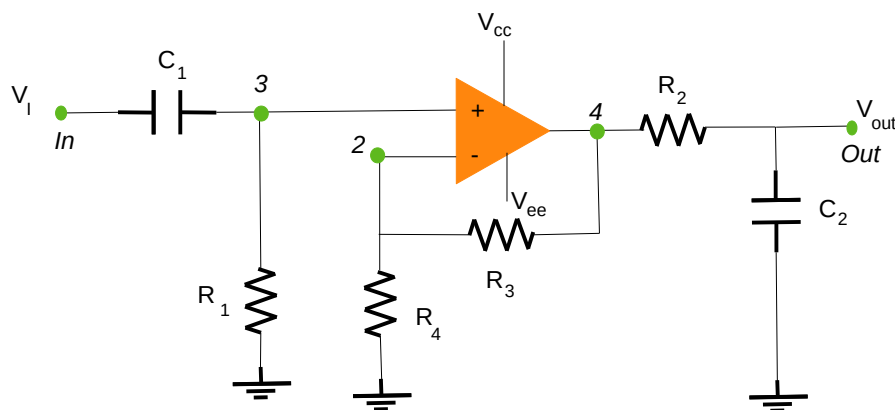 Vcc
C1
R2
VI
3
4
Vout
+
In
2
-
Out
Vee
C2
R3
R1
R4